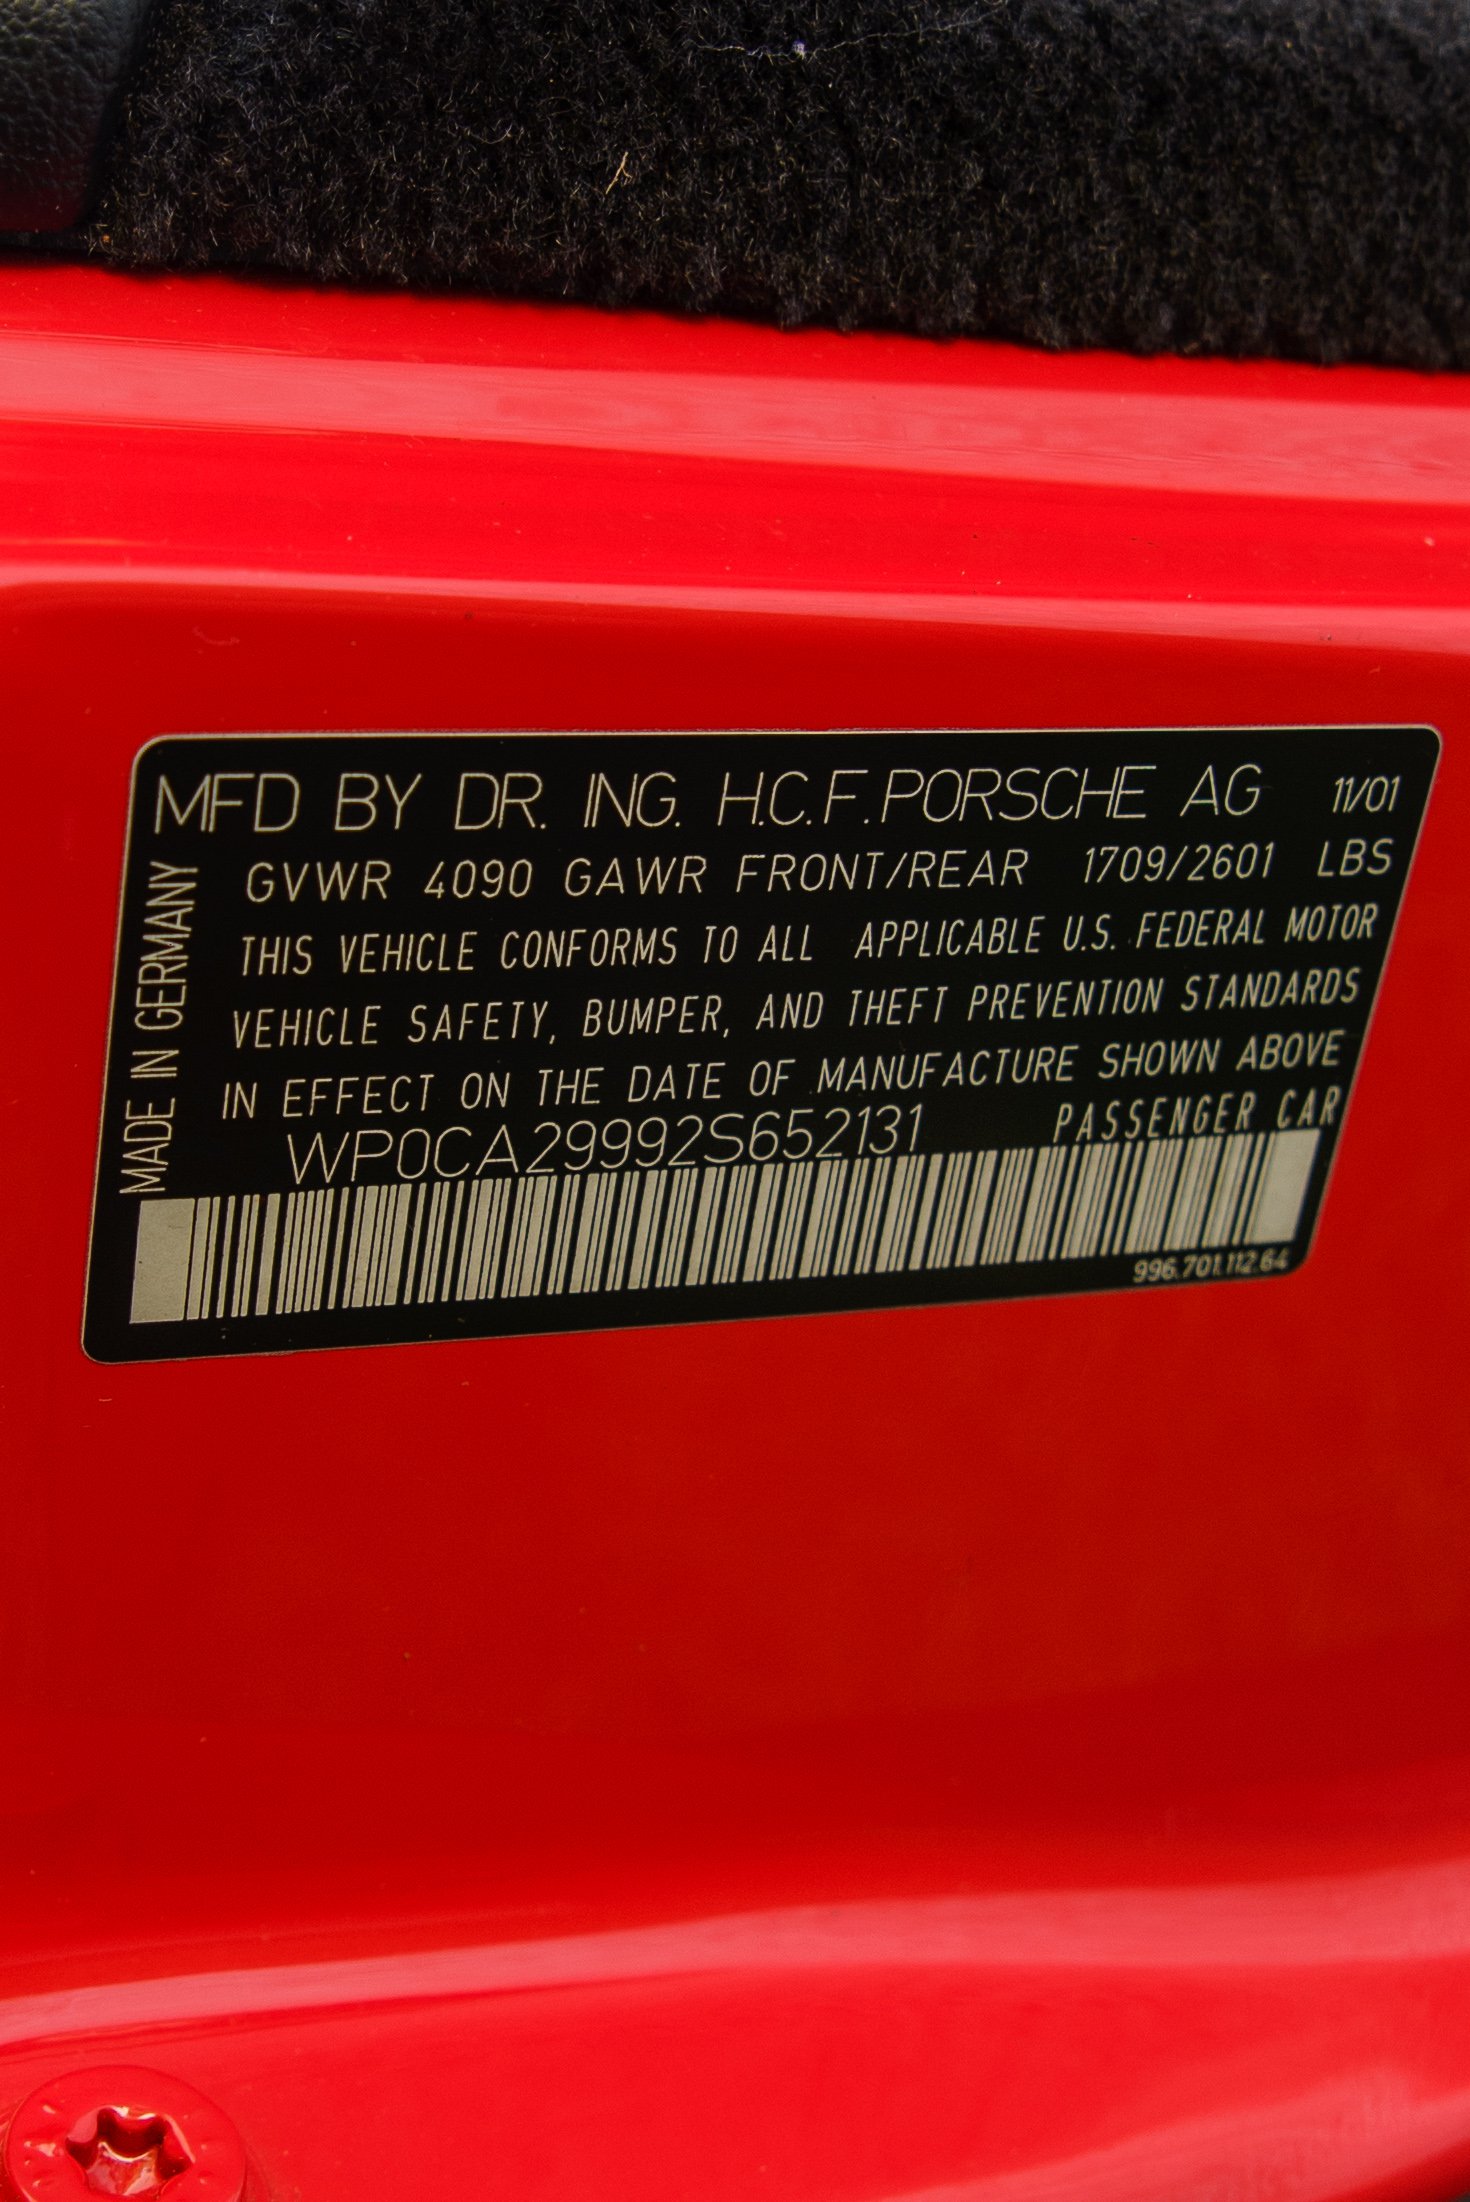 MFD BY DR. ING. H.C.F. PORSCHE AG 11/01
GVWR 4090 GAWR FRONT/REAR 1709/2601 LBS
THIS VEHICLE CONFORMS TO ALL APPLICABLE U.S. FEDERAL MOTOR
VEHICLE SAFETY, BUMPER, AND THEFT PREVENTION STANDARDS
IN EFFECT ON THE DATE OF MANUFACTURE SHOWN ABOVE
WP0CA29992S652131 PASSENGER CAR
996.701.112.64
MADE IN GERMANY